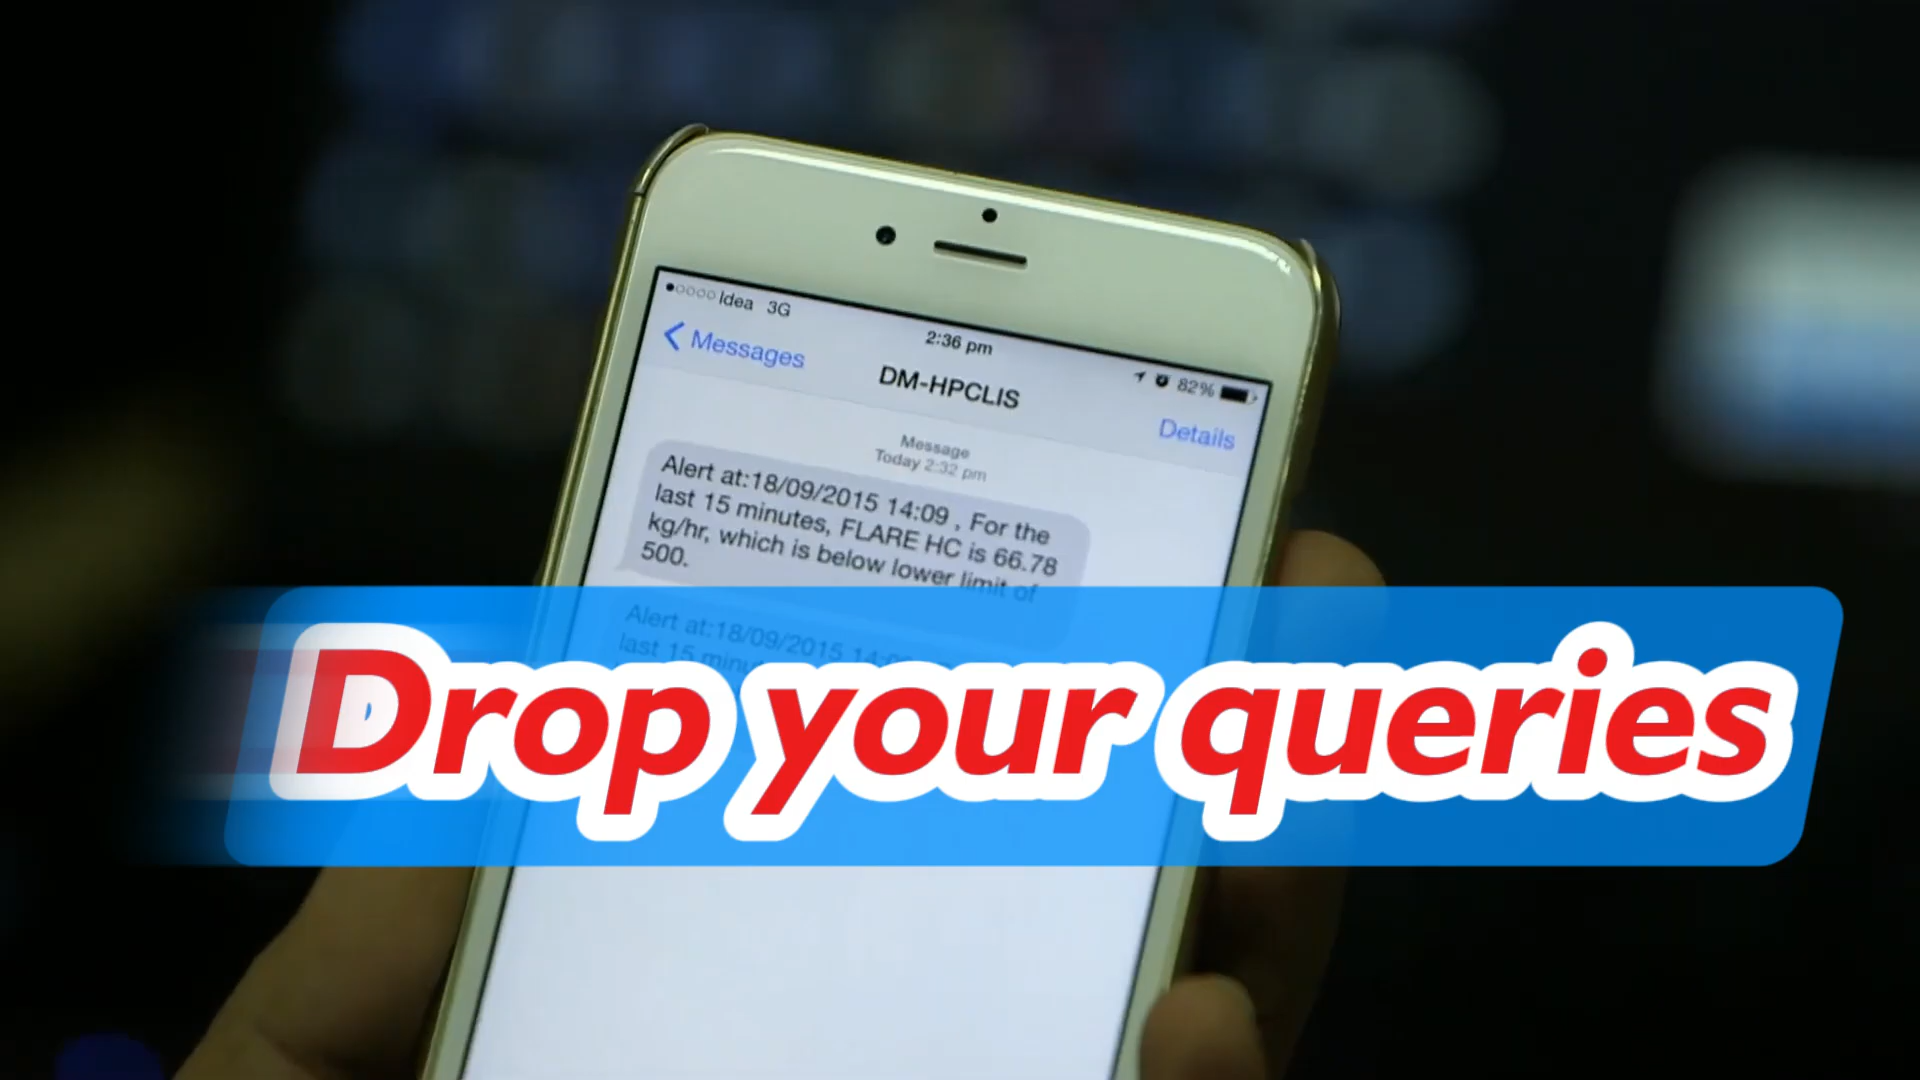 Idea 3G
2:36 pm
82%
Messages
DM-HPCLIS
Details
Message
Today 2:32 pm
Alert at:18/09/2015 14:09 , For the
last 15 minutes, FLARE HC is 66.78
kg/hr, which is below lower limit of
500.
Alert at:18/09/2015
last 15
Drop your queries